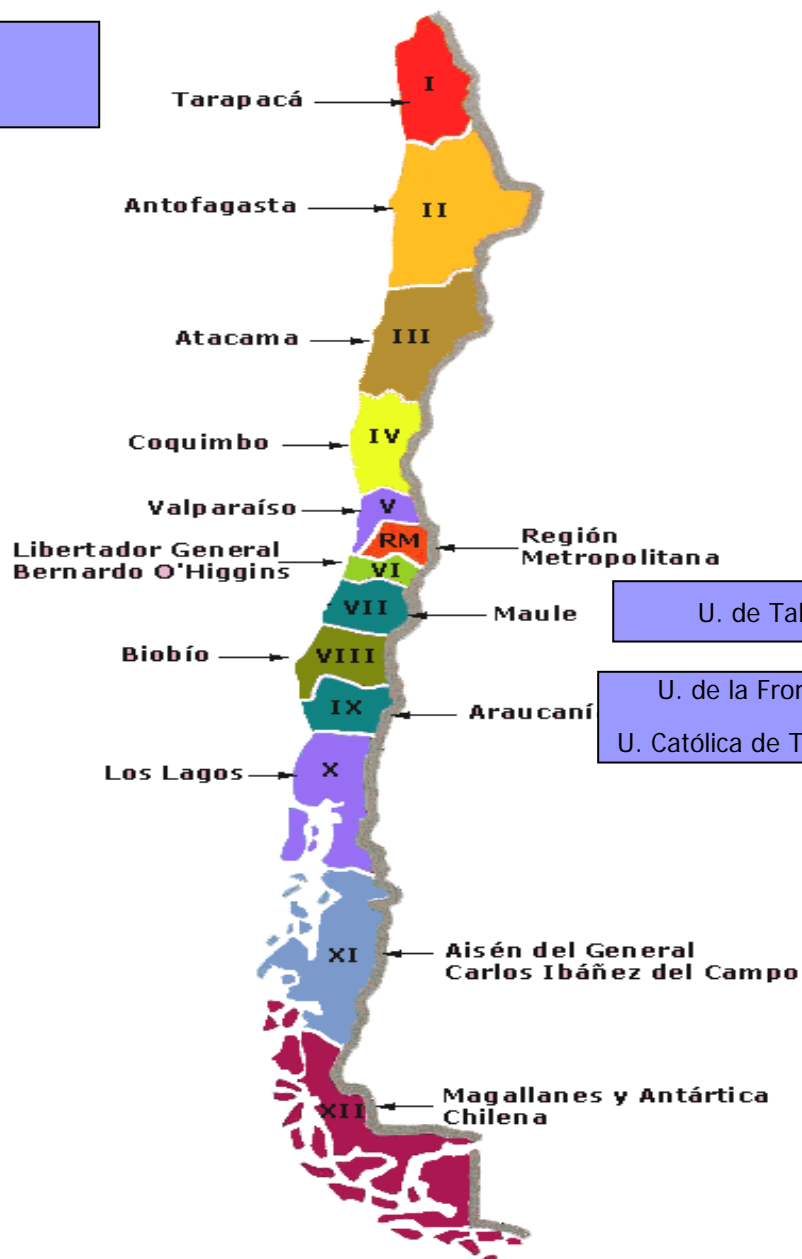 I
Tarapacá
Antofagasta
II
Atacama
III
Coquimbo
IV
Valparaíso
V
RM
Región
Metropolitana
Libertador General
Bernardo O'Higgins
VI
VII
Maule
U. de Tal
Biobío
VIII
U. de la Fron
IX
Araucaní
U. Católica de T
Los Lagos
X
XI
Aisén del General
Carlos Ibáñez del Campo
XII
Magallanes y Antártica
Chilena